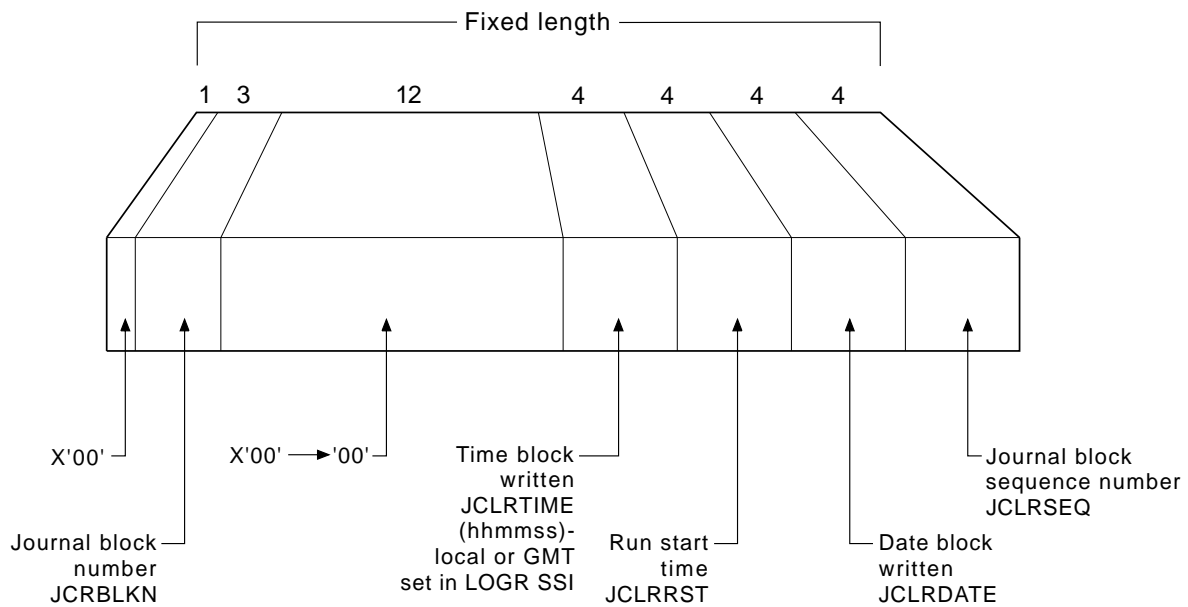 Fixed length
1 3 12 4 4 4 4
X'00'
Journal block
number
JCRBLKN
X'00' '00'
Time block
written
JCLRTIME
(hhmmss)-
local or GMT
set in LOGR SSI
Run start
time
JCLRRST
Date block
written
JCLRDATE
Journal block
sequence number
JCLRSEQ